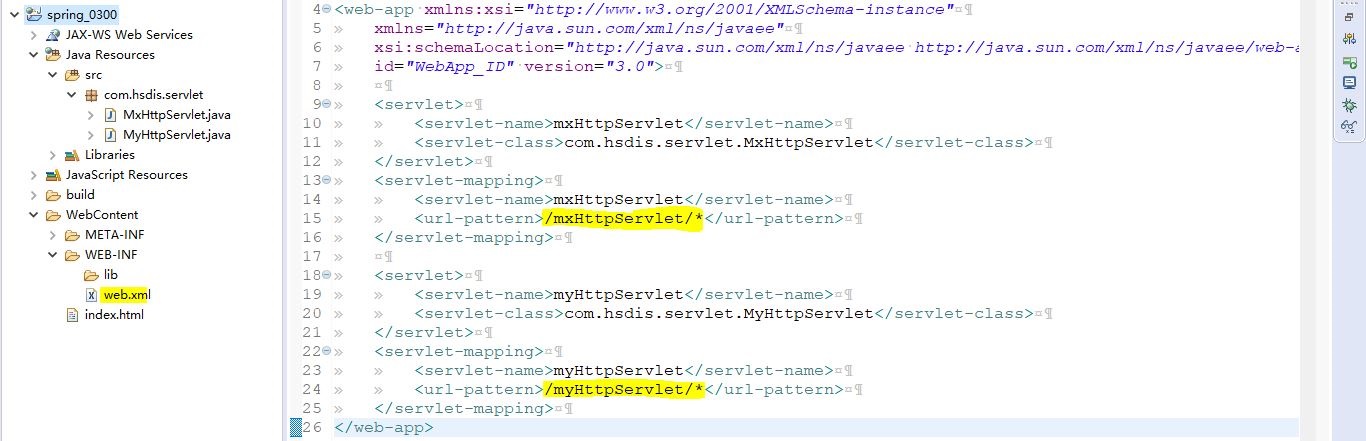 spring_0300
JAX-WS Web Services
Java Resources
src
com.hsdis.servlet
MxHttpServlet.java
MyHttpServlet.java
Libraries
JavaScript Resources
build
WebContent
META-INF
WEB-INF
lib
web.xml
index.html
4 <web-app xmlns:xsi="http://www.w3.org/2001/XMLSchema-instance"
5 xmlns="http://java.sun.com/xml/ns/javaee"
6 xsi:schemaLocation="http://java.sun.com/xml/ns/javaee http://java.sun.com/xml/ns/javaee/web-a
7 id="WebApp_ID" version="3.0">
8
9 <servlet>
10 <servlet-name>mxHttpServlet</servlet-name>
11 <servlet-class>com.hsdis.servlet.MxHttpServlet</servlet-class>
12 </servlet>
13 <servlet-mapping>
14 <servlet-name>mxHttpServlet</servlet-name>
15 <url-pattern>/mxHttpServlet/*</url-pattern>
16 </servlet-mapping>
17
18 <servlet>
19 <servlet-name>myHttpServlet</servlet-name>
20 <servlet-class>com.hsdis.servlet.MyHttpServlet</servlet-class>
21 </servlet>
22 <servlet-mapping>
23 <servlet-name>myHttpServlet</servlet-name>
24 <url-pattern>/myHttpServlet/*</url-pattern>
25 </servlet-mapping>
26 </web-app>